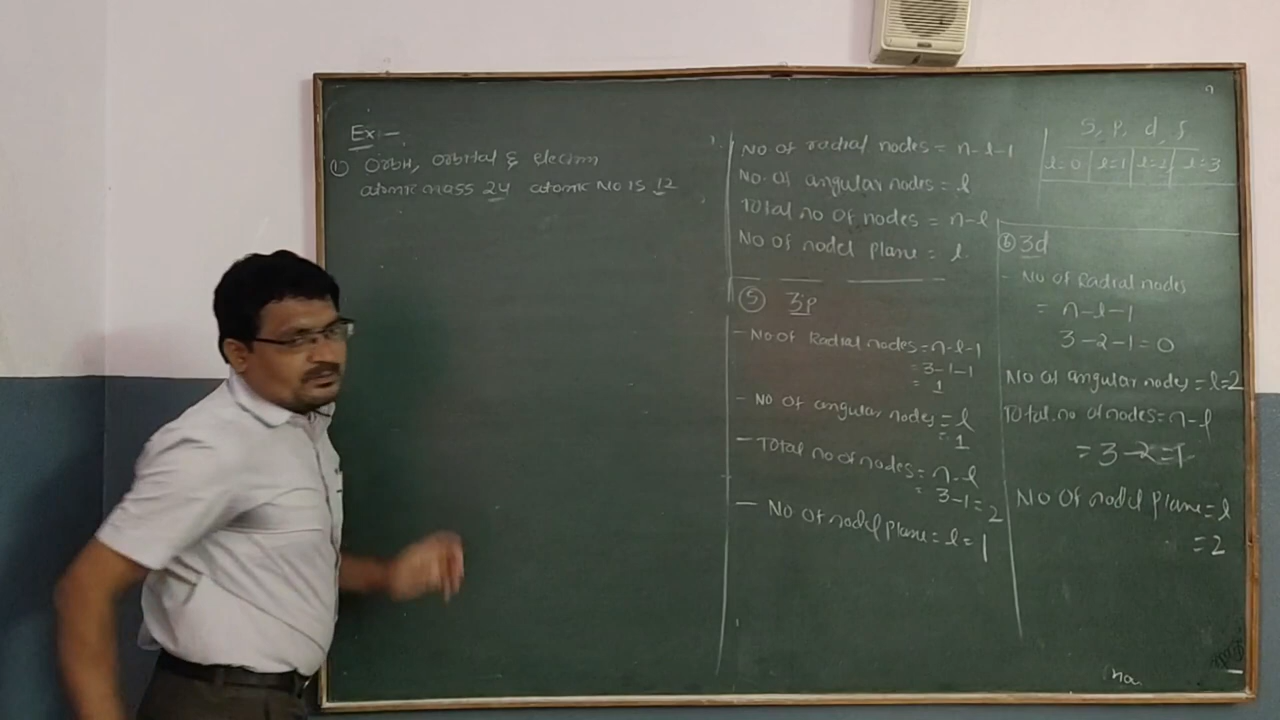 Ex:-
① Orbit, orbital & electron
atomic mass 24 atomic No is 12
No of radial nodes = n-l-1
No. of angular nodes = l
Total no of nodes = n-l
No of nodel plane = l
S, P, d, f
l=0 | l=1 | l=2 | l=3
⑤ 3p
- No of Radial nodes = n-l-1
= 3-1-1
= 1
- No of angular nodes = l
= 1
- Total no of nodes = n-l
= 3-1=2
- No of nodel plane = l = 1
⑥ 3d
- No of Radial nodes
= n-l-1
3-2-1=0
No of angular nodes = l=2
Total no of nodes = n-l
= 3-2=1
No of nodel plane = l
= 2